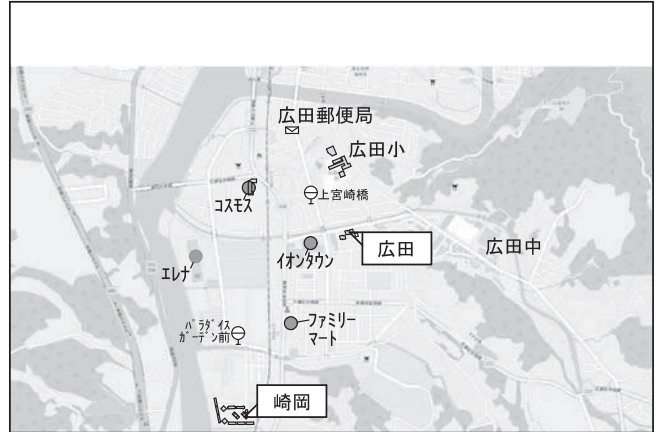 広田郵便局
広田小
コスモス
上宮崎橋
広田
広田中
イオンタウン
エレナ
ファミリー
マート
パラダイス
ガーデン前
崎岡